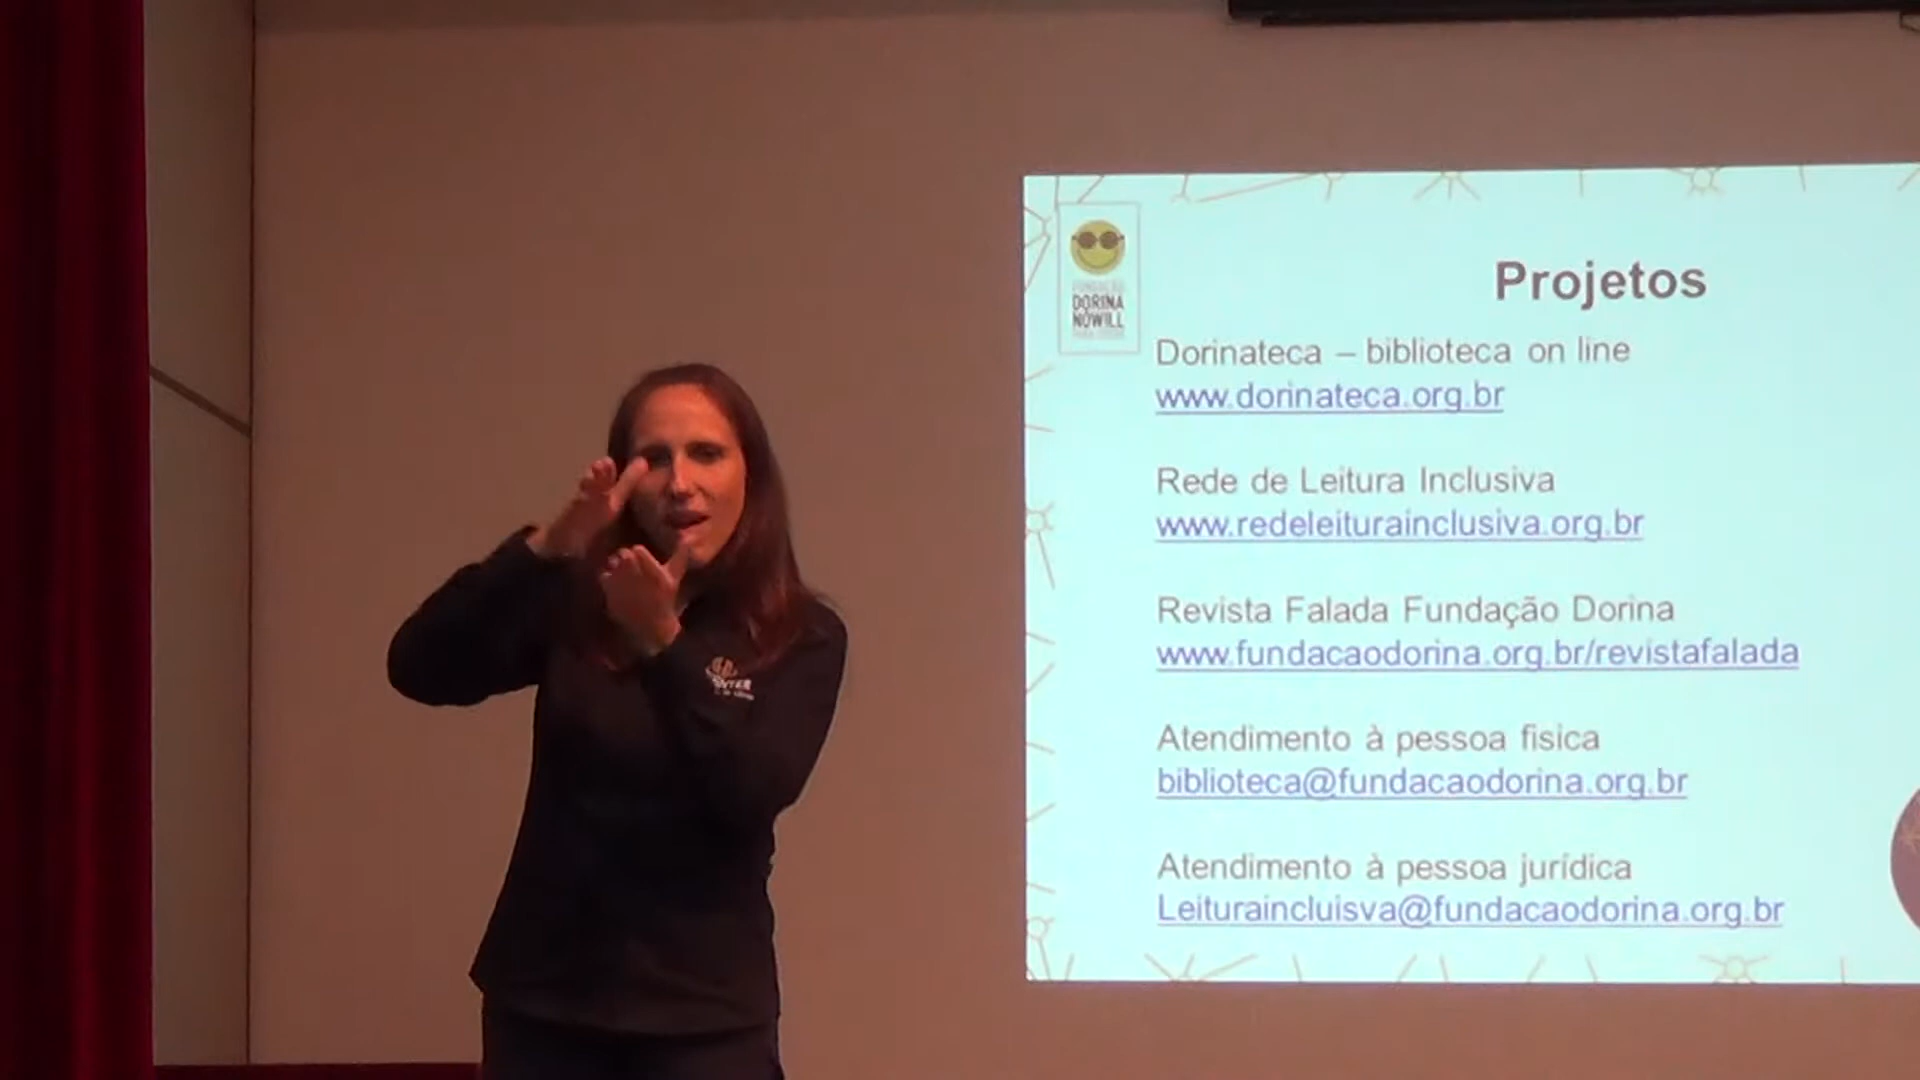 DORINA
NOWILL
Projetos
Dorinateca – biblioteca on line
www.dorinateca.org.br
Rede de Leitura Inclusiva
www.redeleiturainclusiva.org.br
Revista Falada Fundação Dorina
www.fundacaodorina.org.br/revistafalada
Atendimento à pessoa fisica
biblioteca@fundacaodorina.org.br
Atendimento à pessoa jurídica
Leituraincluisva@fundacaodorina.org.br